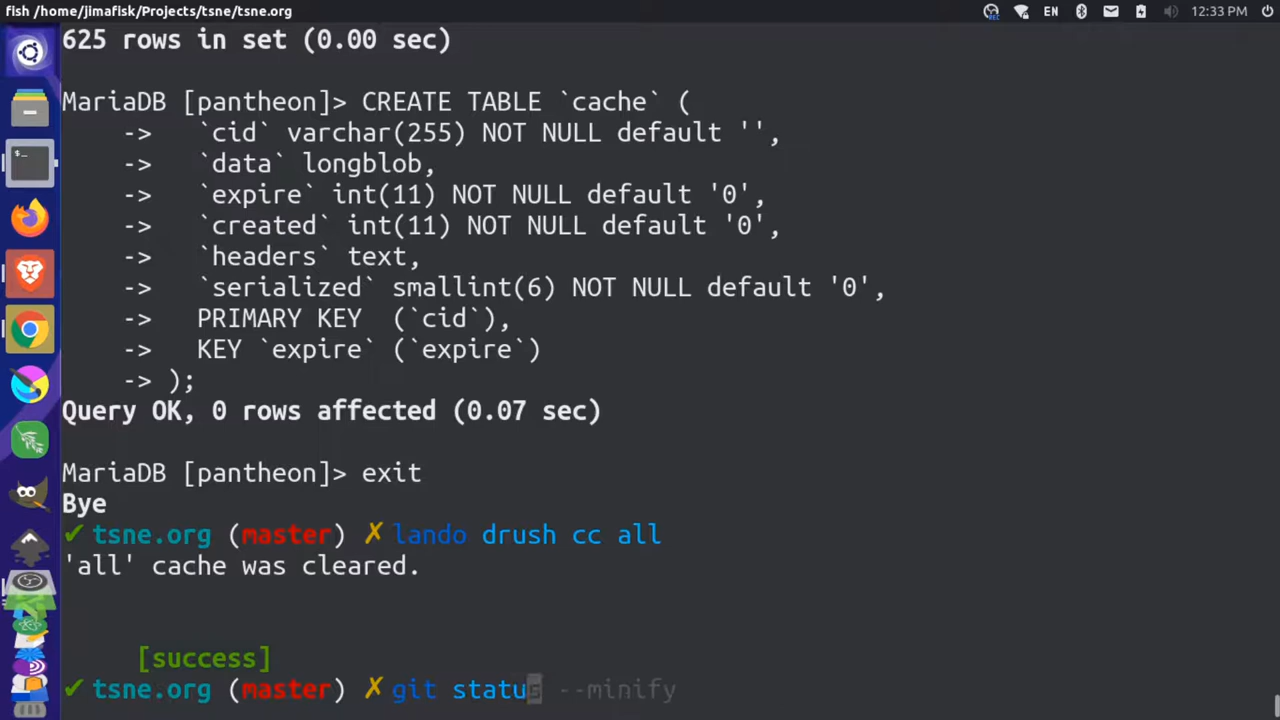 fish /home/jimafisk/Projects/tsne/tsne.org
EN
12:33 PM
625 rows in set (0.00 sec)
MariaDB [pantheon]> CREATE TABLE `cache` (
-> `cid` varchar(255) NOT NULL default '',
-> `data` longblob,
-> `expire` int(11) NOT NULL default '0',
-> `created` int(11) NOT NULL default '0',
-> `headers` text,
-> `serialized` smallint(6) NOT NULL default '0',
-> PRIMARY KEY  (`cid`),
-> KEY `expire` (`expire`)
-> );
Query OK, 0 rows affected (0.07 sec)
MariaDB [pantheon]> exit
Bye
✔ tsne.org (master) ✗ lando drush cc all
'all' cache was cleared.
[success]
✔ tsne.org (master) ✗ git status --minify